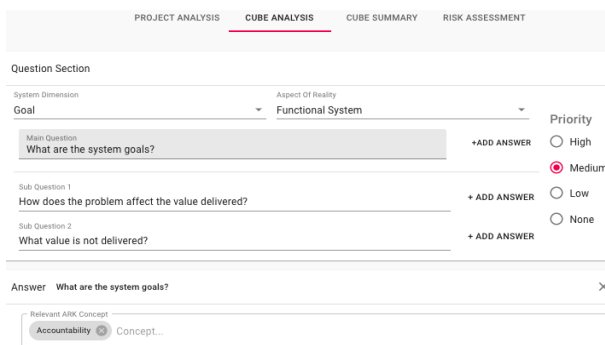 PROJECT ANALYSIS CUBE ANALYSIS CUBE SUMMARY RISK ASSESSMENT
Question Section
System Dimension Aspect Of Reality
Goal Functional System
Priority
Main Question
What are the system goals? +ADD ANSWER
High
Medium
Sub Question 1
How does the problem affect the value delivered? + ADD ANSWER
Low
Sub Question 2
What value is not delivered? + ADD ANSWER
None
Answer What are the system goals?
Relevant ARK Concept
Accountability Concept...